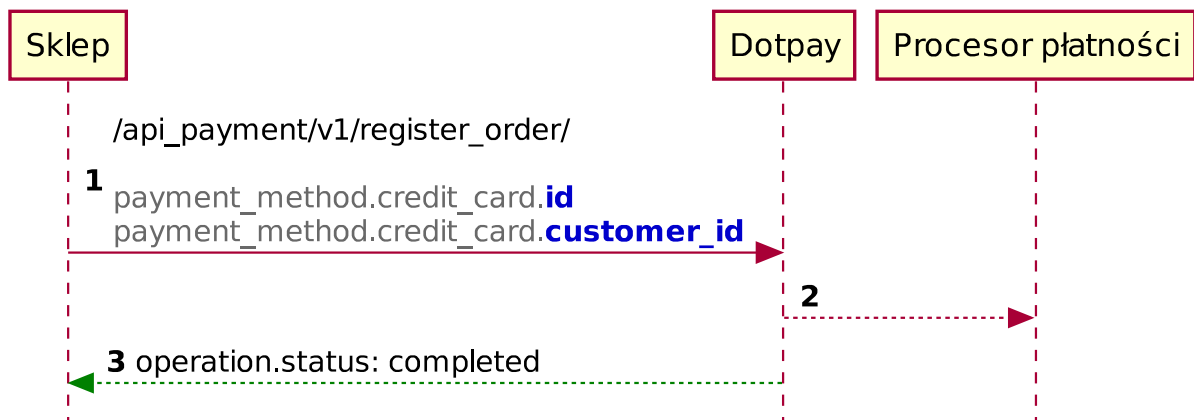 Sklep
Dotpay
Procesor płatności
/api_payment/v1/register_order/
1
payment_method.credit_card.id
payment_method.credit_card.customer_id
2
3 operation.status: completed